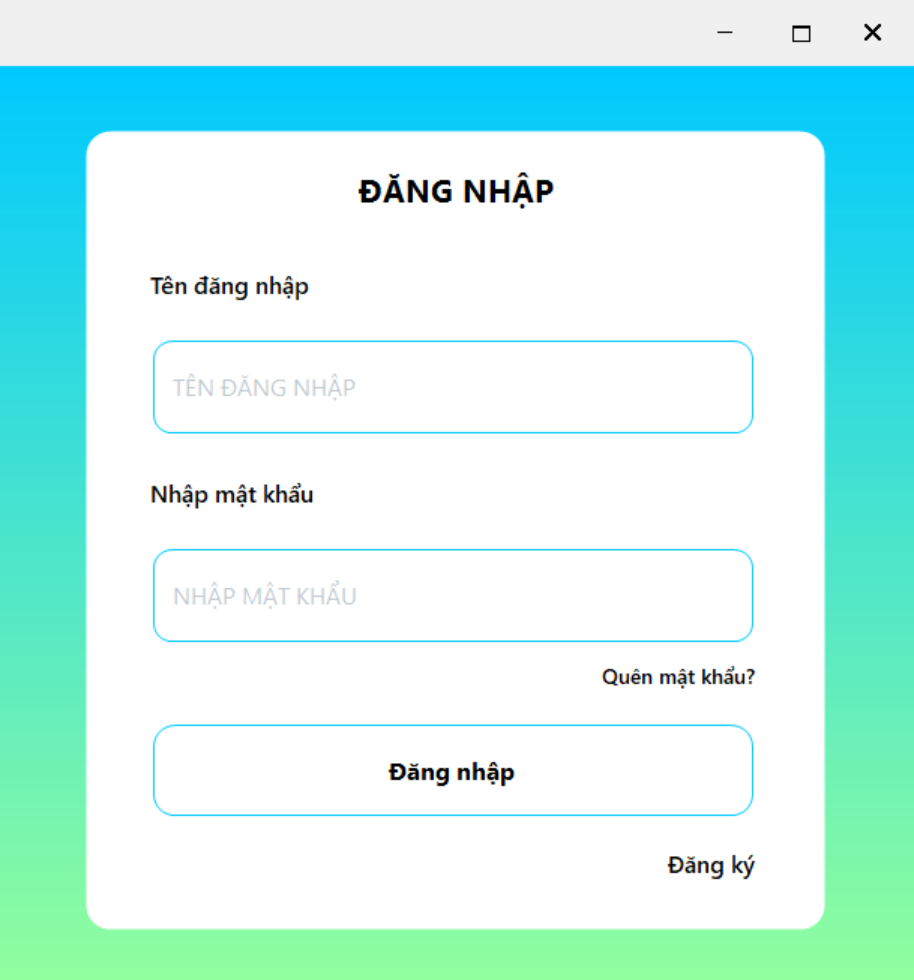 ĐĂNG NHẬP
Tên đăng nhập
TÊN ĐĂNG NHẬP
Nhập mật khẩu
NHẬP MẬT KHẨU
Quên mật khẩu?
Đăng nhập
Đăng ký